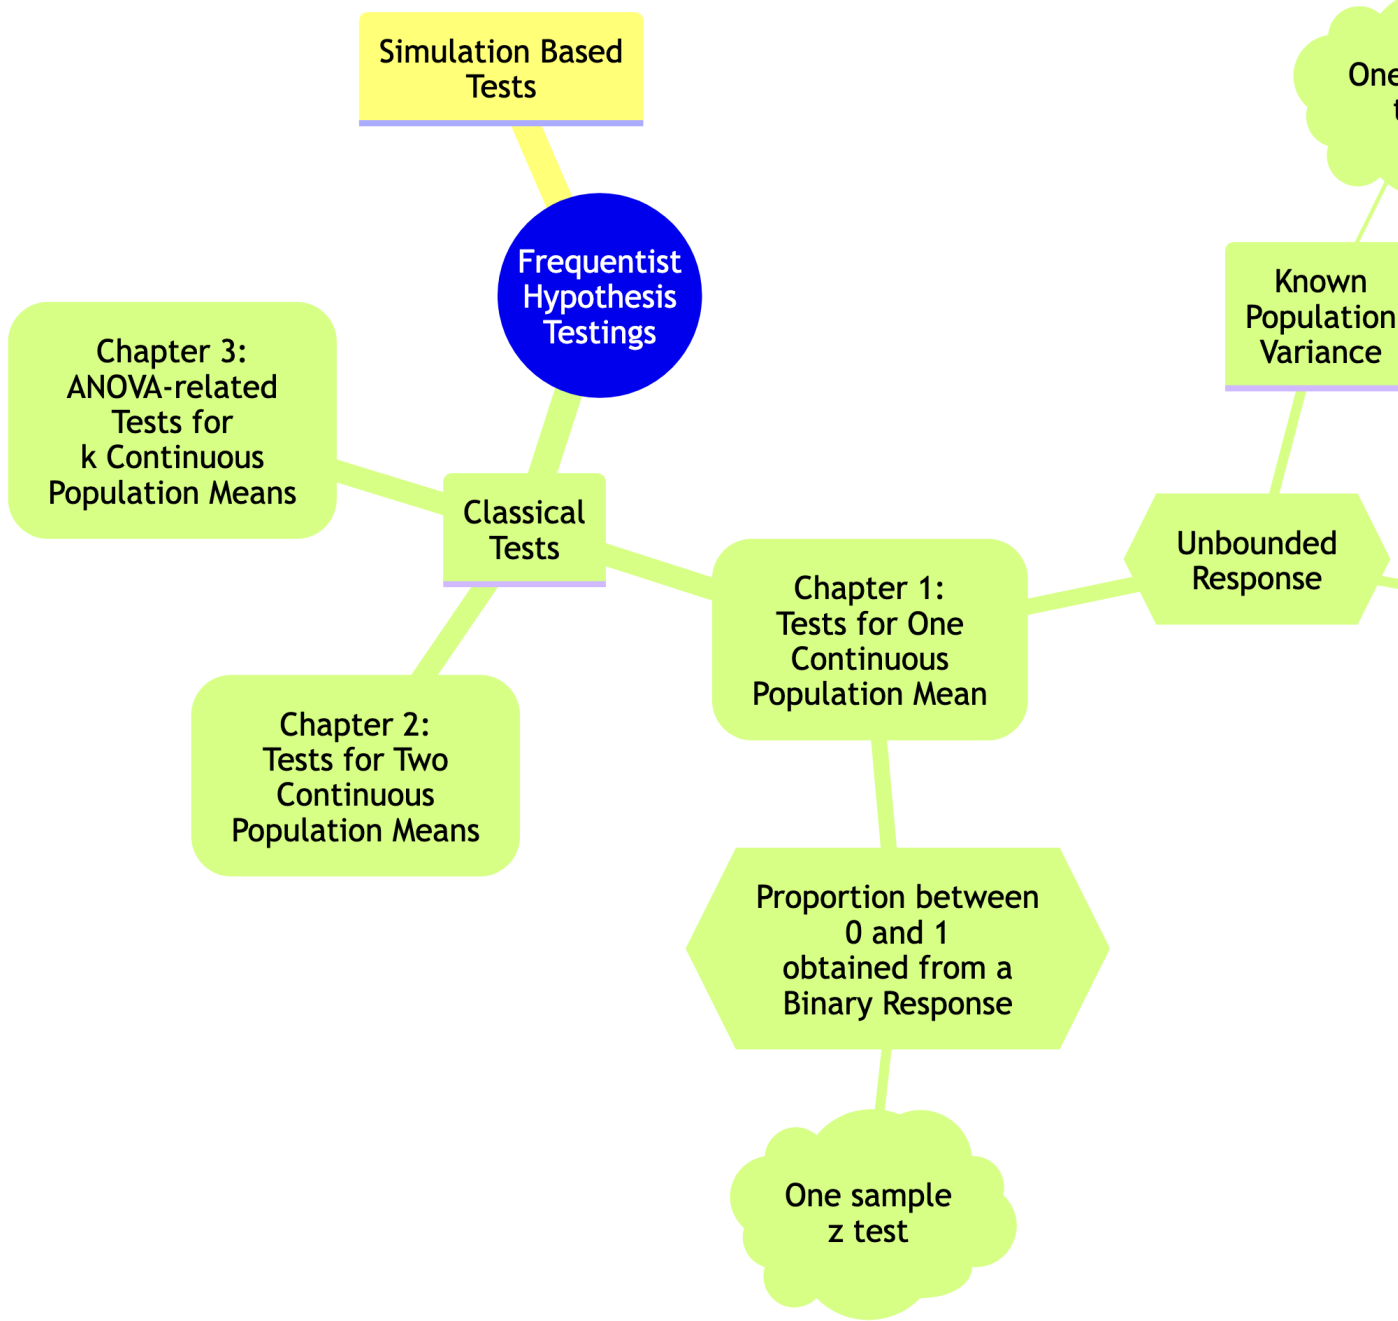 Simulation Based
Tests
One
Frequentist
Hypothesis
Testings
Known
Population
Variance
Chapter 3:
ANOVA-related
Tests for
k Continuous
Population Means
Classical
Tests
Unbounded
Response
Chapter 1:
Tests for One
Continuous
Population Mean
Chapter 2:
Tests for Two
Continuous
Population Means
Proportion between
0 and 1
obtained from a
Binary Response
One sample
z test